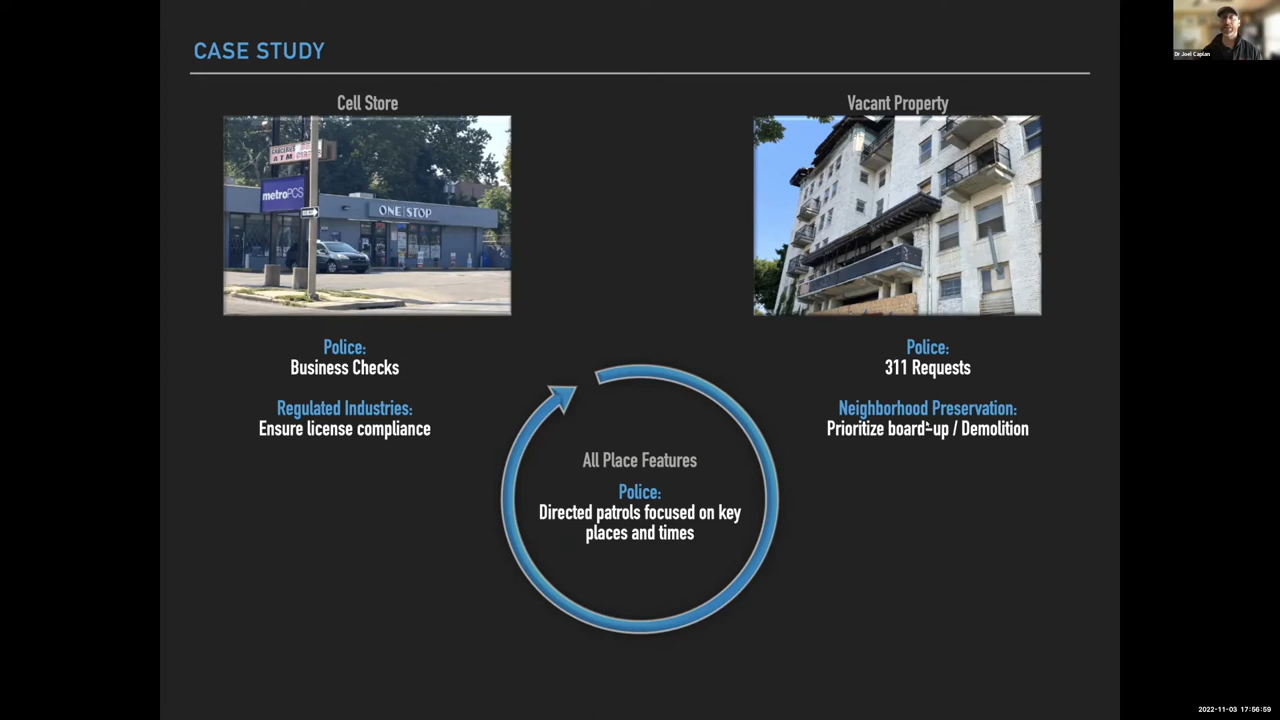 CASE STUDY
Cell Store
Vacant Property
GROCERIES
ATM
metroPCS
ONE STOP
Police:
Business Checks
Regulated Industries:
Ensure license compliance
Police:
311 Requests
Neighborhood Preservation:
Prioritize board-up / Demolition
All Place Features
Police:
Directed patrols focused on key
places and times
Dr Joel Caplan
2022-11-03 17:56:59